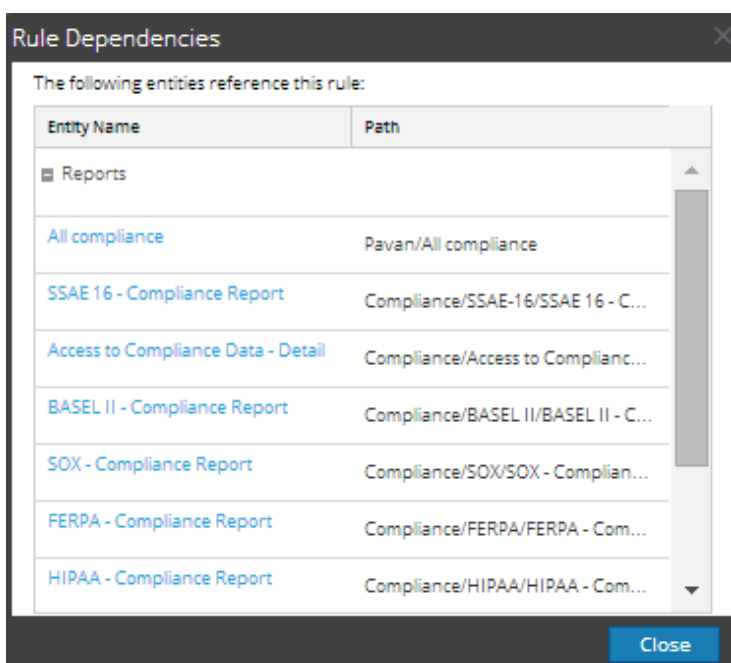 Rule Dependencies
The following entities reference this rule:
Entity Name Path
Reports
All compliance Pavan/All compliance
SSAE 16 - Compliance Report Compliance/SSAE-16/SSAE 16 - C...
Access to Compliance Data - Detail Compliance/Access to Complianc...
BASEL II - Compliance Report Compliance/BASEL II/BASEL II - C...
SOX - Compliance Report Compliance/SOX/SOX - Complian...
FERPA - Compliance Report Compliance/FERPA/FERPA - Com...
HIPAA - Compliance Report Compliance/HIPAA/HIPAA - Com...
Close